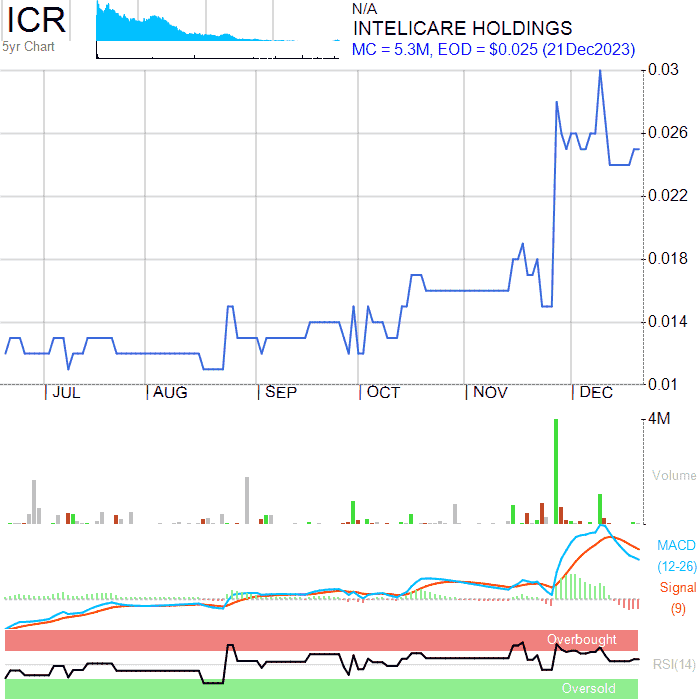 ICR
5yr Chart
N/A
INTELICARE HOLDINGS
MC = 5.3M, EOD = $0.025 (21Dec2023)
0.03
0.026
0.022
0.018
0.014
0.01
JUL
AUG
SEP
OCT
NOV
DEC
4M
Volume
MACD
(12-26)
Signal
(9)
Overbought
RSI(14)
Oversold